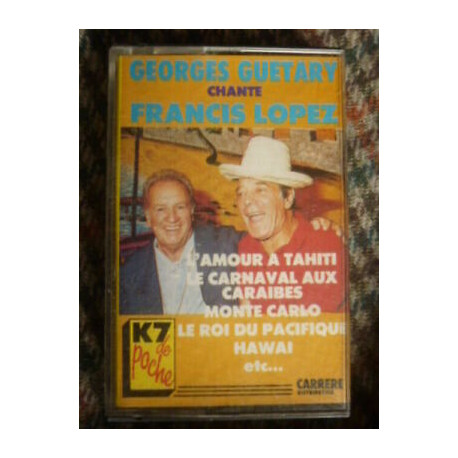 GEORGES GUETARY
CHANTE
FRANCIS LOPEZ
L'AMOUR A TAHITI
LE CARNAVAL AUX
CARAIBES
MONTE CARLO
LE ROI DU PACIFIQUE
HAWAI
etc...
K7
de
poche
CARRERE